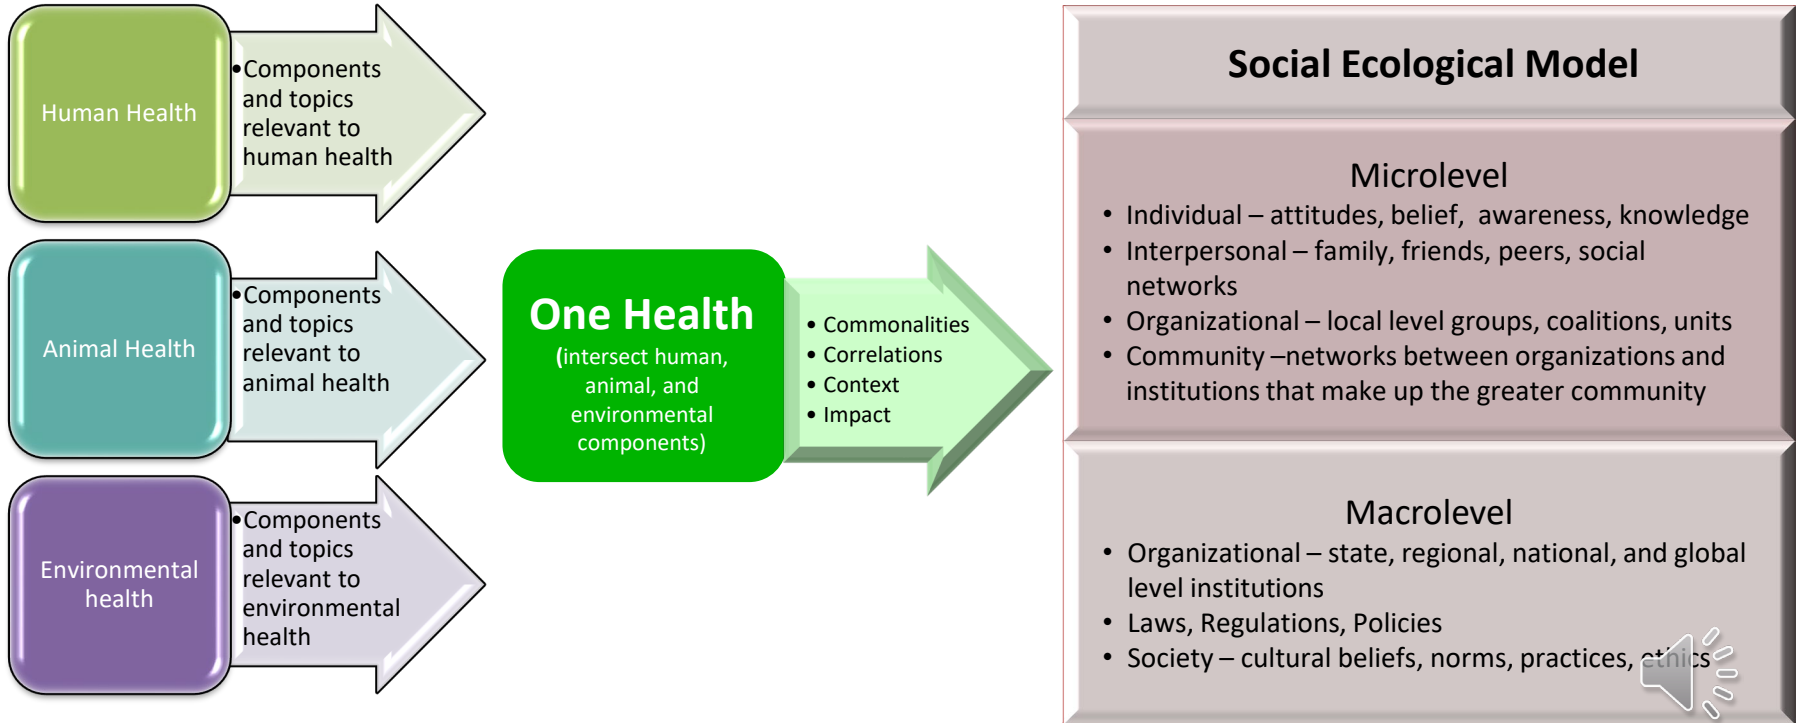 Human Health
•Components
and topics
relevant to
human health
Animal Health
•Components
and topics
relevant to
animal health
Environmental
health
•Components
and topics
relevant to
environmental
health
One Health
(intersect human,
animal, and
environmental
components)
• Commonalities
• Correlations
• Context
• Impact
Social Ecological Model
Microlevel
• Individual – attitudes, belief,  awareness, knowledge
• Interpersonal – family, friends, peers, social
networks
• Organizational – local level groups, coalitions, units
• Community –networks between organizations and
institutions that make up the greater community
Macrolevel
• Organizational – state, regional, national, and global
level institutions
• Laws, Regulations, Policies
• Society – cultural beliefs, norms, practices, ethics